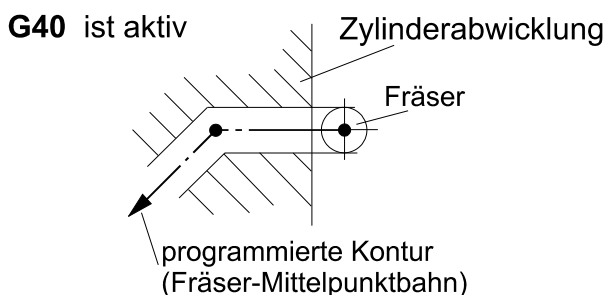 G40 ist aktiv
Zylinderabwicklung
Fräser
programmierte Kontur
(Fräser-Mittelpunktbahn)